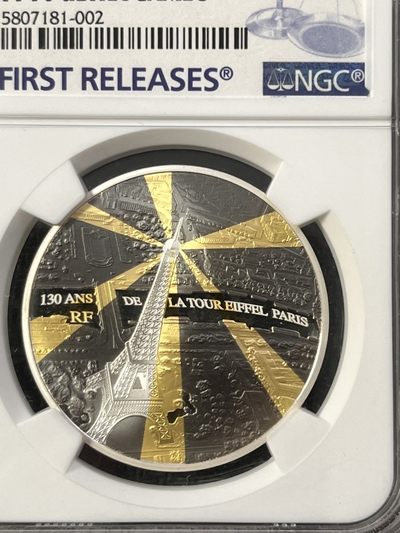 5807181-002
FIRST RELEASES®
NGC®
130 ANS DE LA TOUR EIFFEL PARIS
RF